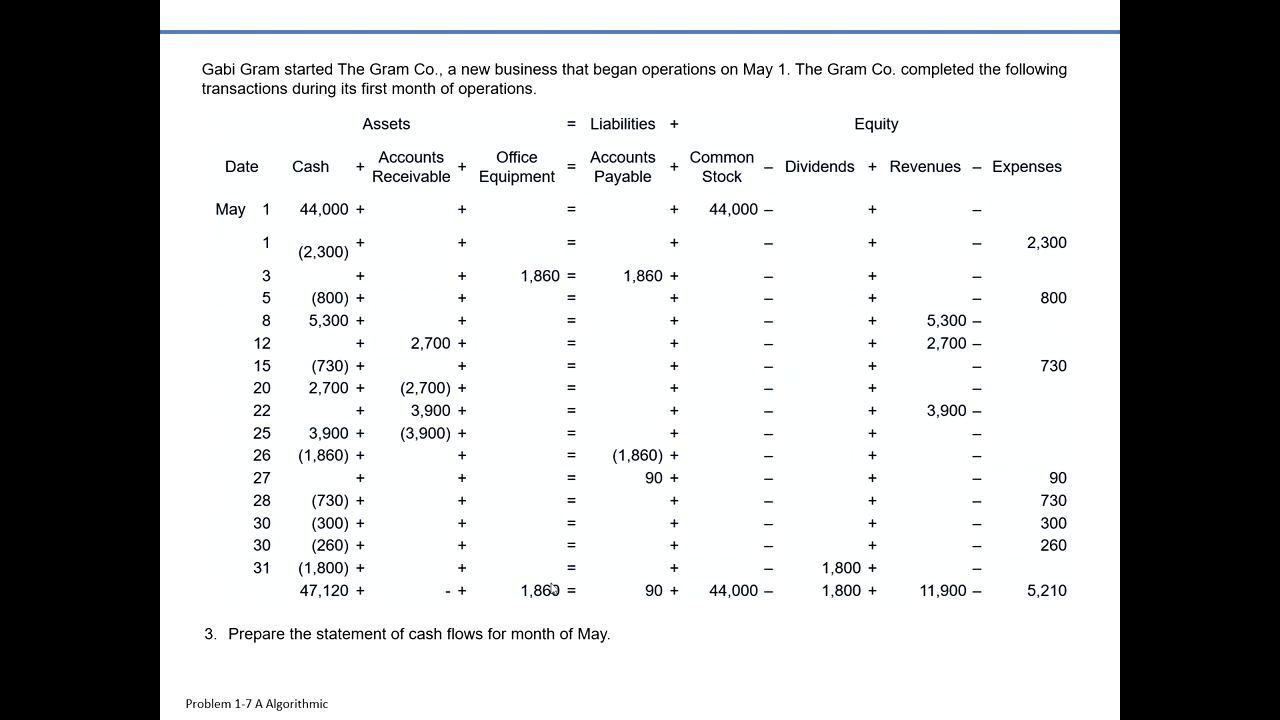 Gabi Gram started The Gram Co., a new business that began operations on May 1. The Gram Co. completed the following
transactions during its first month of operations.
Assets = Liabilities + Equity
Date Cash + Accounts Receivable + Office Equipment = Accounts Payable + Common Stock – Dividends + Revenues – Expenses
May 1 44,000 + + = + 44,000 – + –
1 (2,300) + + = + – + – 2,300
3 + + 1,860 = 1,860 + – + –
5 (800) + + = + – + – 800
8 5,300 + + = + – + 5,300 –
12 + 2,700 + = + – + 2,700 –
15 (730) + + = + – + – 730
20 2,700 + (2,700) + = + – + –
22 + 3,900 + = + – + 3,900 –
25 3,900 + (3,900) + = + – + –
26 (1,860) + + = (1,860) + – + –
27 + + = 90 + – + – 90
28 (730) + + = + – + – 730
30 (300) + + = + – + – 300
30 (260) + + = + – + – 260
31 (1,800) + + = + – 1,800 + –
47,120 + - + 1,860 = 90 + 44,000 – 1,800 + 11,900 – 5,210
3. Prepare the statement of cash flows for month of May.
Problem 1-7 A Algorithmic